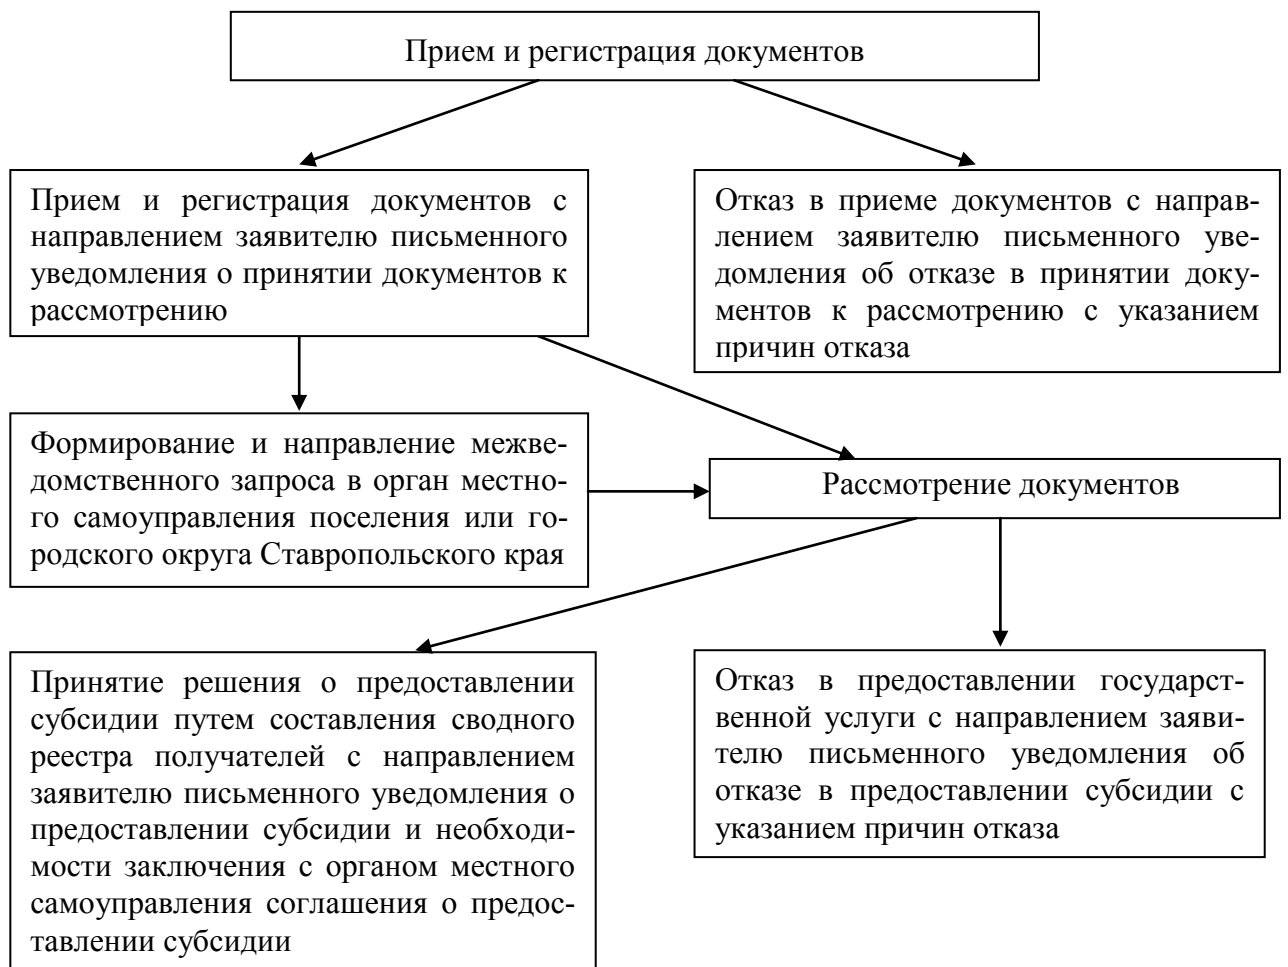 Прием и регистрация документов
Прием и регистрация документов с
направлением заявителю письменного
уведомления о принятии документов к
рассмотрению
Отказ в приеме документов с направ-
лением заявителю письменного уве-
домления об отказе в принятии доку-
ментов к рассмотрению с указанием
причин отказа
Формирование и направление межве-
домственного запроса в орган местно-
го самоуправления поселения или го-
родского округа Ставропольского края
Рассмотрение документов
Принятие решения о предоставлении
субсидии путем составления сводного
реестра получателей с направлением
заявителю письменного уведомления о
предоставлении субсидии и необходи-
мости заключения с органом местного
самоуправления соглашения о предос-
тавлении субсидии
Отказ в предоставлении государст-
венной услуги с направлением заяви-
телю письменного уведомления об
отказе в предоставлении субсидии с
указанием причин отказа